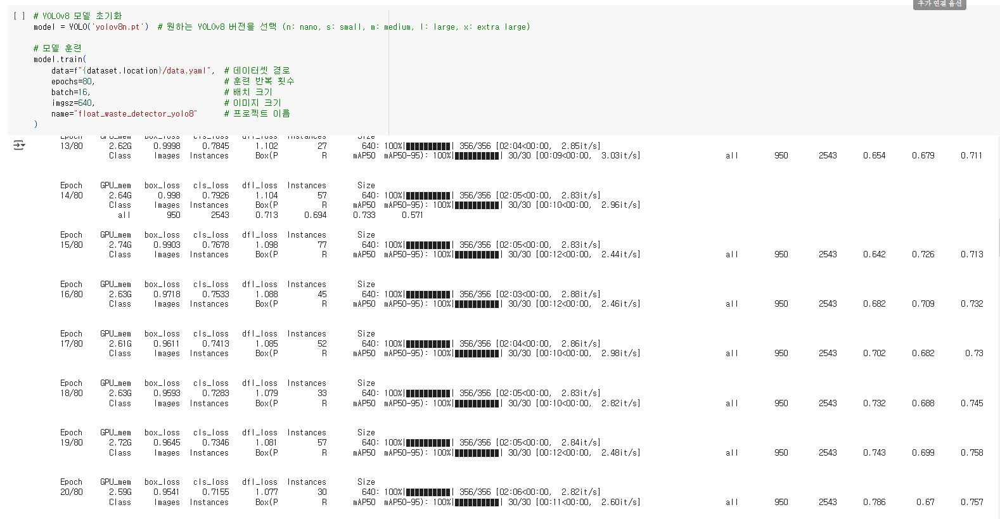 추가 연결 옵션
[ ] # YOLOv8 모델 초기화
model = YOLO('yolov8n.pt')  # 원하는 YOLOv8 버전을 선택 (n: nano, s: small, m: medium, l: large, x: extra large)
# 모델 훈련
model.train(
data=f"{dataset.location}/data.yaml",  # 데이터셋 경로
epochs=80,  # 훈련 반복 횟수
batch=16,  # 배치 크기
imgsz=640,  # 이미지 크기
name="float_waste_detector_yolo8"  # 프로젝트 이름
)
Epoch GPU_mem box_loss cls_loss dfl_loss Instances Size
13/80 2.62G 0.9998 0.7845 1.102 27 640: 100%|██████████| 356/356 [02:04<00:00, 2.85it/s]
Class Images Instances Box(P R mAP50 mAP50-95): 100%|██████████| 30/30 [00:09<00:00, 3.03it/s] all 950 2543 0.654 0.679 0.711
Epoch GPU_mem box_loss cls_loss dfl_loss Instances Size
14/80 2.64G 0.998 0.7926 1.104 57 640: 100%|██████████| 356/356 [02:05<00:00, 2.83it/s]
Class Images Instances Box(P R mAP50 mAP50-95): 100%|██████████| 30/30 [00:10<00:00, 2.96it/s]
all 950 2543 0.713 0.694 0.733 0.571
Epoch GPU_mem box_loss cls_loss dfl_loss Instances Size
15/80 2.74G 0.9903 0.7678 1.098 77 640: 100%|██████████| 356/356 [02:05<00:00, 2.83it/s]
Class Images Instances Box(P R mAP50 mAP50-95): 100%|██████████| 30/30 [00:12<00:00, 2.44it/s] all 950 2543 0.642 0.726 0.713
Epoch GPU_mem box_loss cls_loss dfl_loss Instances Size
16/80 2.63G 0.9718 0.7533 1.088 45 640: 100%|██████████| 356/356 [02:03<00:00, 2.88it/s]
Class Images Instances Box(P R mAP50 mAP50-95): 100%|██████████| 30/30 [00:12<00:00, 2.46it/s] all 950 2543 0.682 0.709 0.732
Epoch GPU_mem box_loss cls_loss dfl_loss Instances Size
17/80 2.61G 0.9611 0.7413 1.085 52 640: 100%|██████████| 356/356 [02:04<00:00, 2.86it/s]
Class Images Instances Box(P R mAP50 mAP50-95): 100%|██████████| 30/30 [00:10<00:00, 2.98it/s] all 950 2543 0.702 0.682 0.73
Epoch GPU_mem box_loss cls_loss dfl_loss Instances Size
18/80 2.63G 0.9593 0.7283 1.079 33 640: 100%|██████████| 356/356 [02:05<00:00, 2.83it/s]
Class Images Instances Box(P R mAP50 mAP50-95): 100%|██████████| 30/30 [00:10<00:00, 2.82it/s] all 950 2543 0.732 0.688 0.745
Epoch GPU_mem box_loss cls_loss dfl_loss Instances Size
19/80 2.72G 0.9645 0.7346 1.081 57 640: 100%|██████████| 356/356 [02:05<00:00, 2.84it/s]
Class Images Instances Box(P R mAP50 mAP50-95): 100%|██████████| 30/30 [00:12<00:00, 2.48it/s] all 950 2543 0.743 0.699 0.758
Epoch GPU_mem box_loss cls_loss dfl_loss Instances Size
20/80 2.59G 0.9541 0.7155 1.077 30 640: 100%|██████████| 356/356 [02:06<00:00, 2.82it/s]
Class Images Instances Box(P R mAP50 mAP50-95): 100%|██████████| 30/30 [00:11<00:00, 2.60it/s] all 950 2543 0.786 0.67 0.757